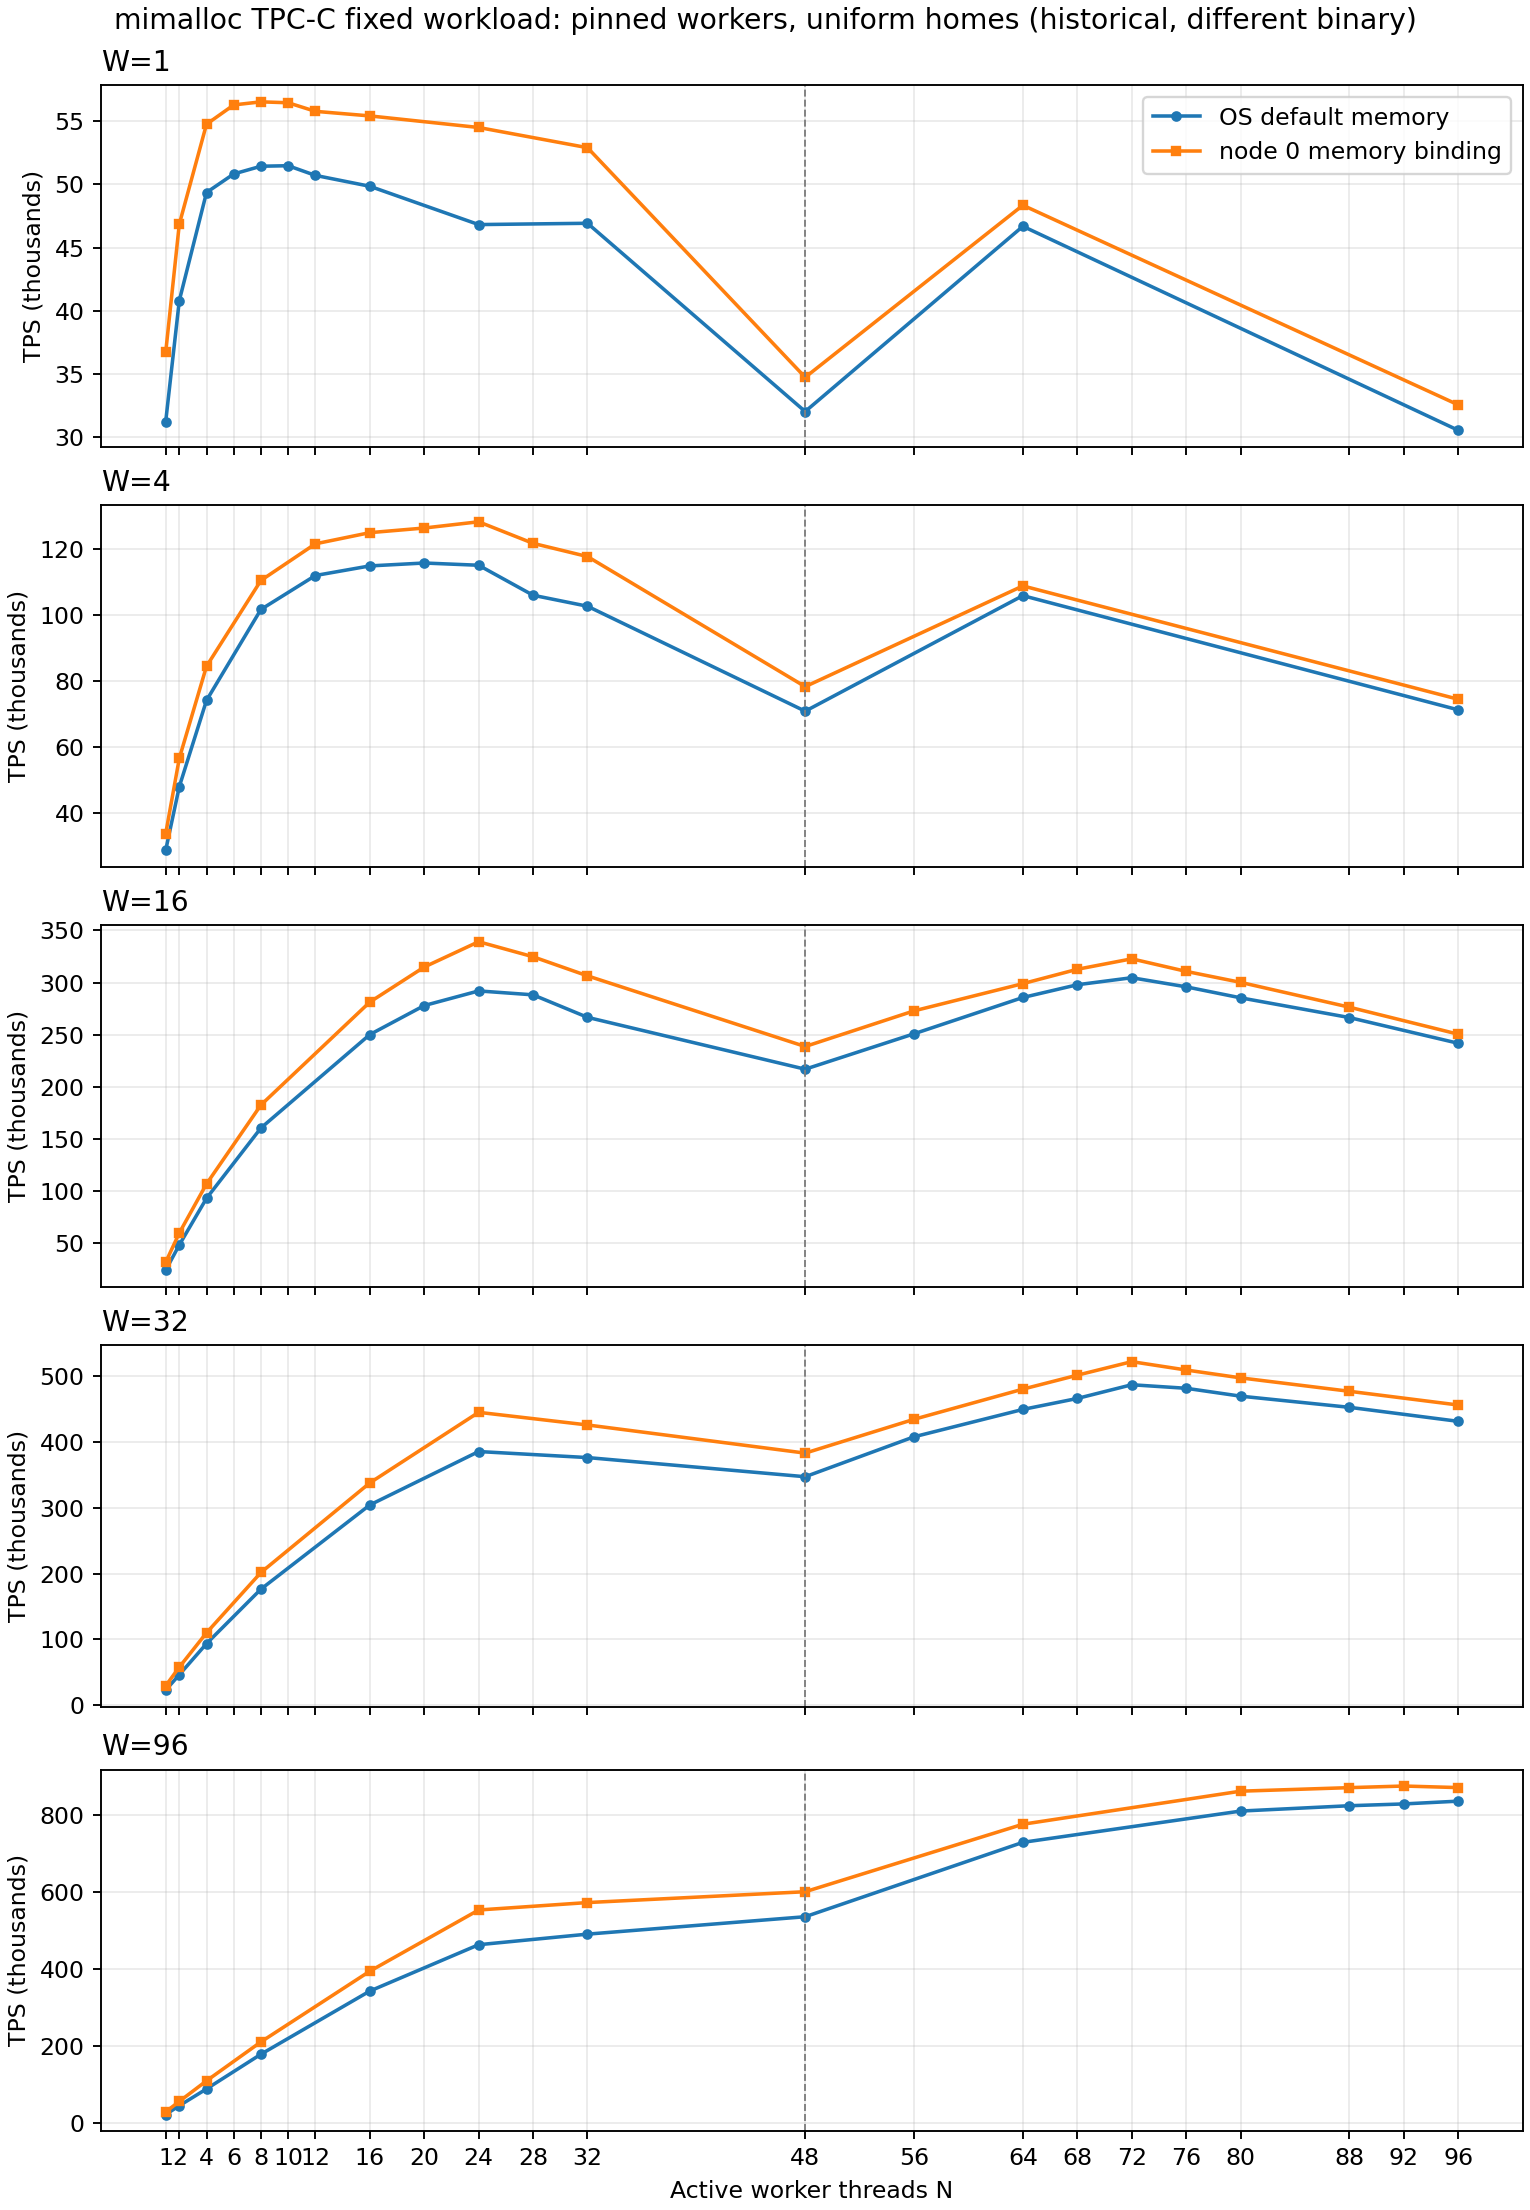 mimalloc TPC-C fixed workload: pinned workers, uniform homes (historical, different binary)
W=1
OS default memory
node 0 memory binding
TPS (thousands)
55
50
45
40
35
30
W=4
TPS (thousands)
120
100
80
60
40
W=16
TPS (thousands)
350
300
250
200
150
100
50
W=32
TPS (thousands)
500
400
300
200
100
0
W=96
TPS (thousands)
800
600
400
200
0
1 2 4 6 8 10 12 16 20 24 28 32 48 56 64 68 72 76 80 88 92 96
Active worker threads N